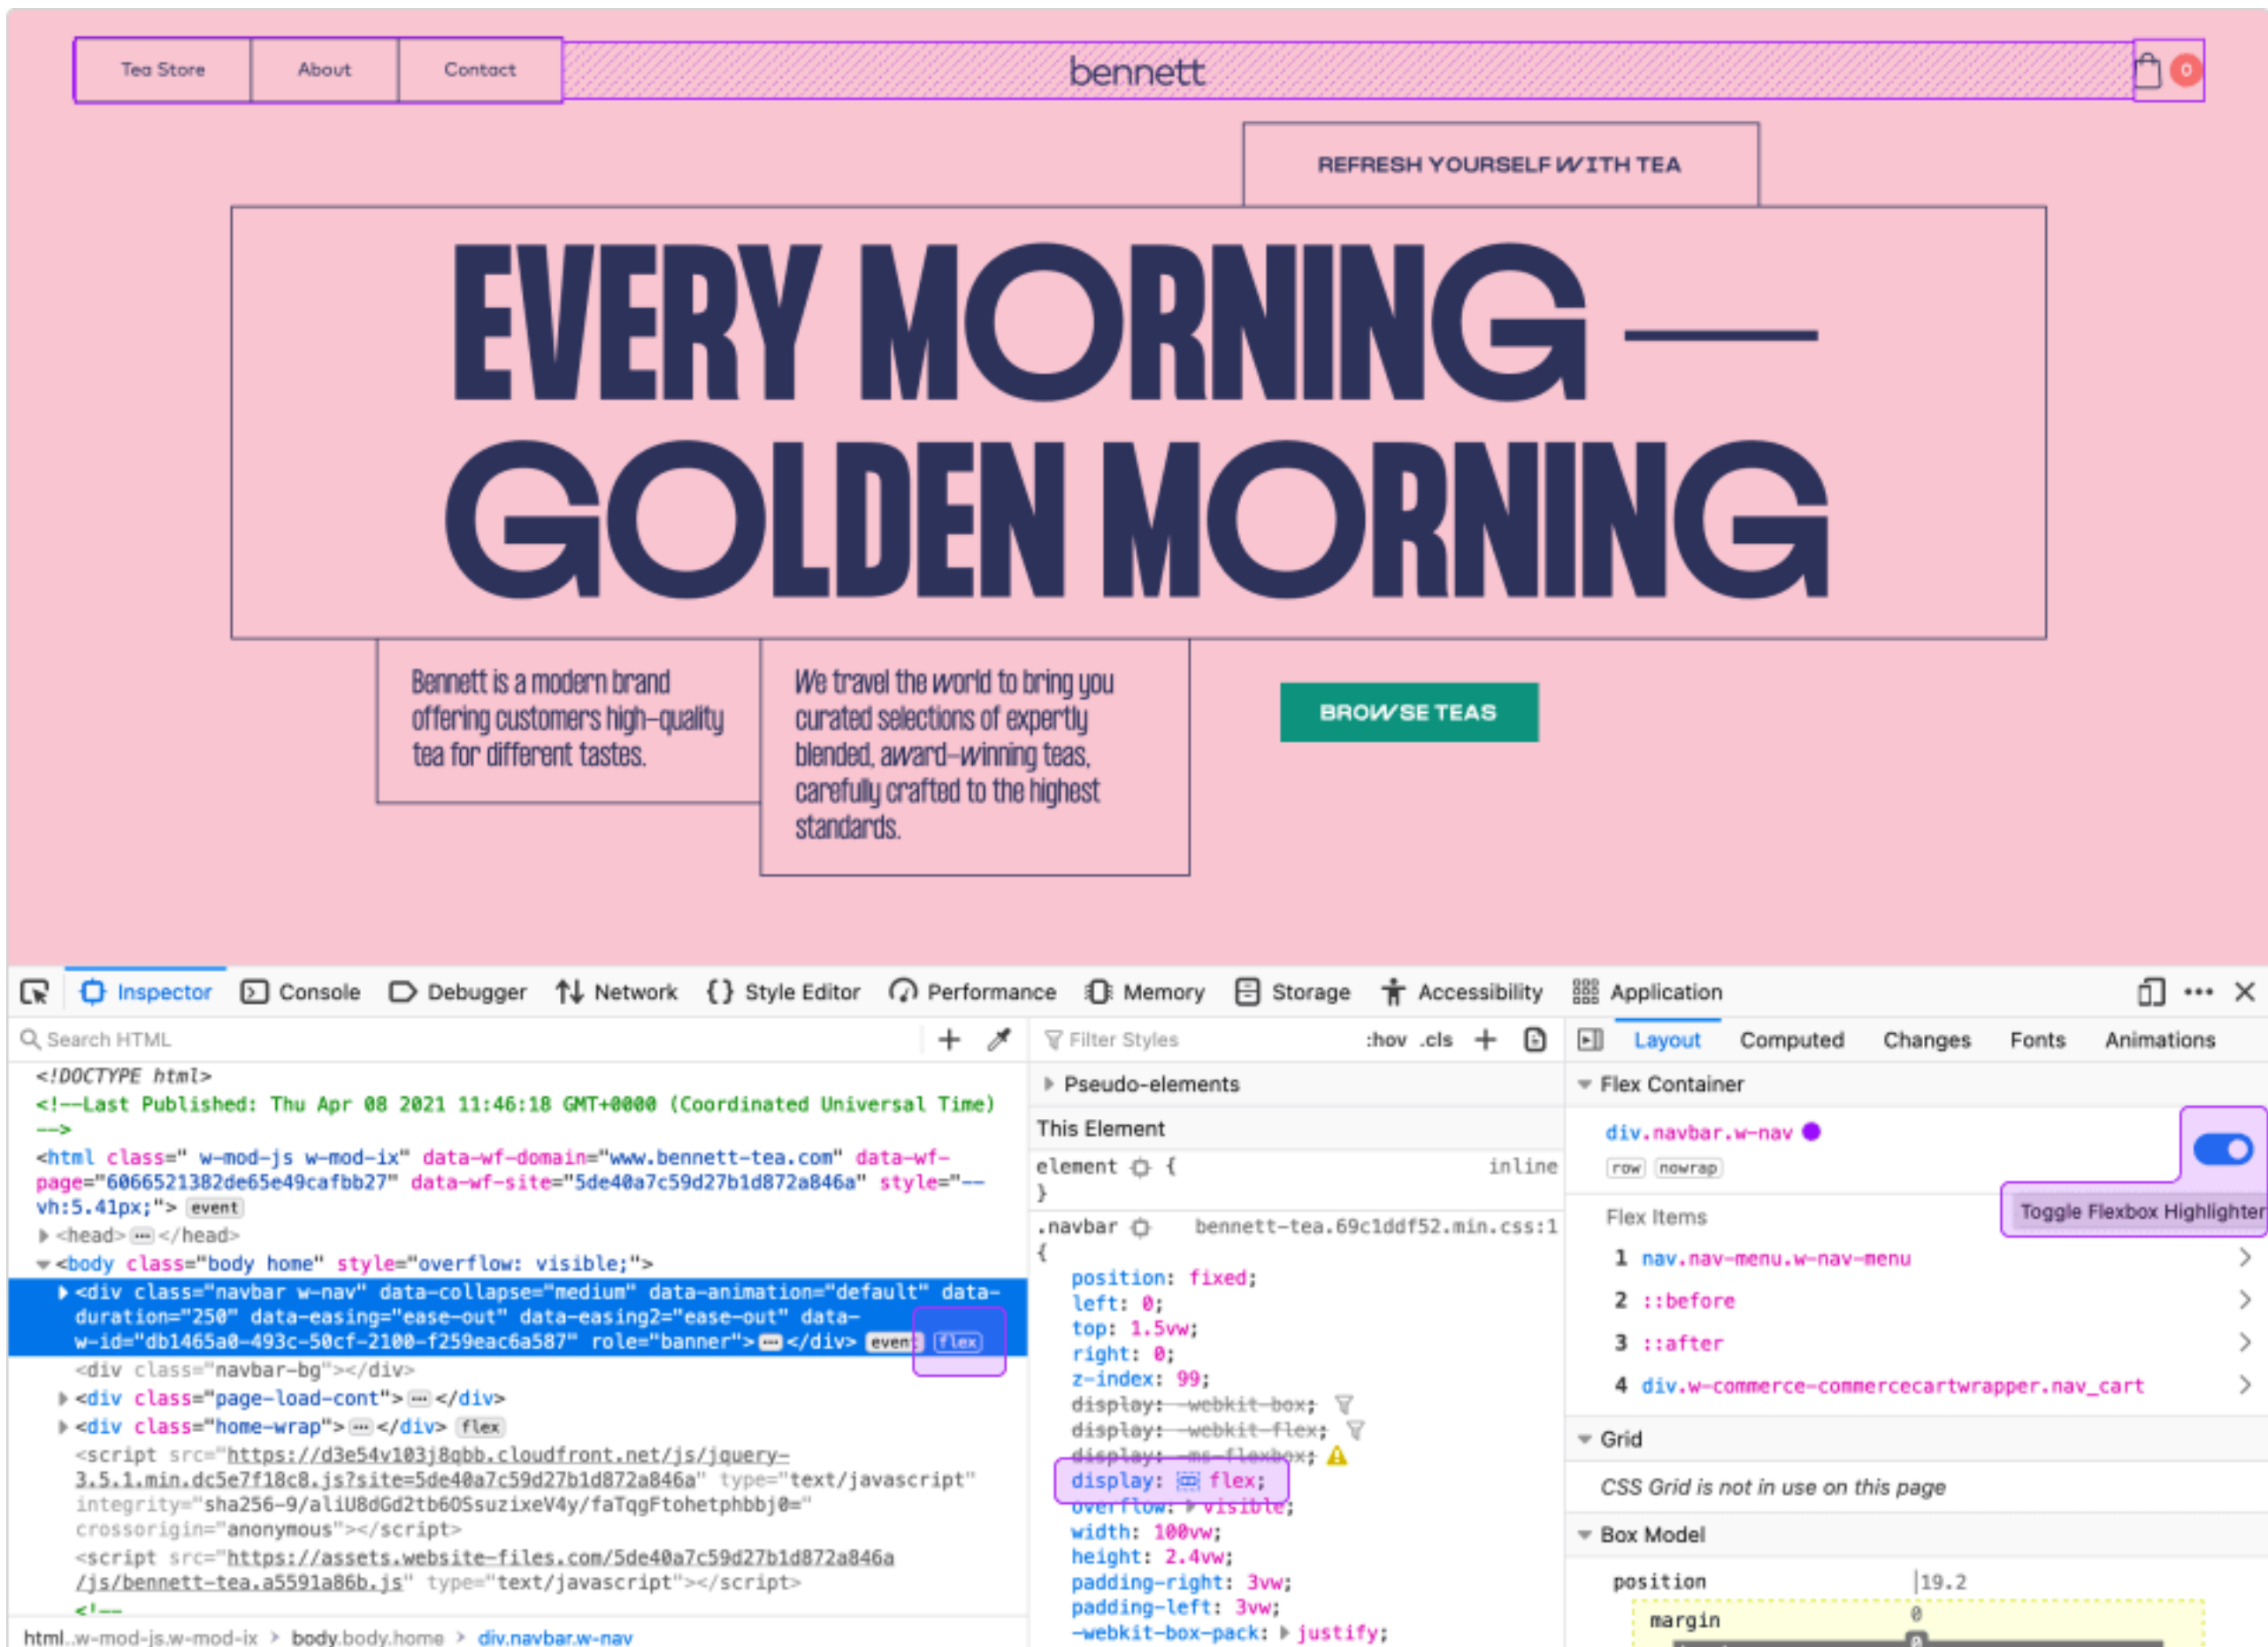 Tea Store
About
Contact
bennett
0
REFRESH YOURSELF WITH TEA
EVERY MORNING —
GOLDEN MORNING
Bennett is a modern brand
offering customers high-quality
tea for different tastes.
We travel the world to bring you
curated selections of expertly
blended, award-winning teas,
carefully crafted to the highest
standards.
BROWSE TEAS
Inspector
Console
Debugger
Network
Style Editor
Performance
Memory
Storage
Accessibility
Application
Search HTML
<!DOCTYPE html>
<!--Last Published: Thu Apr 08 2021 11:46:18 GMT+0000 (Coordinated Universal Time)
-->
<html class=" w-mod-js w-mod-ix" data-wf-domain="www.bennett-tea.com" data-wf-
page="6066521382de65e49cafbb27" data-wf-site="5de40a7c59d27b1d872a846a" style="--
vh:5.41px;"> event
<head> ⋯ </head>
<body class="body home" style="overflow: visible;">
<div class="navbar w-nav" data-collapse="medium" data-animation="default" data-
duration="250" data-easing="ease-out" data-easing2="ease-out" data-
w-id="db1465a0-493c-50cf-2100-f259eac6a587" role="banner"> ⋯ </div> event flex
<div class="navbar-bg"></div>
<div class="page-load-cont"> ⋯ </div>
<div class="home-wrap"> ⋯ </div> flex
<script src="https://d3e54v103j8qbb.cloudfront.net/js/jquery-
3.5.1.min.dc5e7f18c8.js?site=5de40a7c59d27b1d872a846a" type="text/javascript"
integrity="sha256-9/aliU8dGd2tb6OSsuzixeV4y/faTqgFtohetphbbj0="
crossorigin="anonymous"></script>
<script src="https://assets.website-files.com/5de40a7c59d27b1d872a846a
/js/bennett-tea.a5591a86b.js" type="text/javascript"></script>
<!--
html..w-mod-js.w-mod-ix > body.body.home > div.navbar.w-nav
Filter Styles
:hov .cls +
Pseudo-elements
This Element
element { inline
}
.navbar bennett-tea.69c1ddf52.min.css:1
{
position: fixed;
left: 0;
top: 1.5vw;
right: 0;
z-index: 99;
display: -webkit-box;
display: -webkit-flex;
display: -ms-flexbox;
display: flex;
overflow: visible;
width: 100vw;
height: 2.4vw;
padding-right: 3vw;
padding-left: 3vw;
-webkit-box-pack: justify;
Layout
Computed
Changes
Fonts
Animations
Flex Container
div.navbar.w-nav
row nowrap
Toggle Flexbox Highlighter
Flex Items
1 nav.nav-menu.w-nav-menu
2 ::before
3 ::after
4 div.w-commerce-commercecartwrapper.nav_cart
Grid
CSS Grid is not in use on this page
Box Model
position 19.2
margin 0